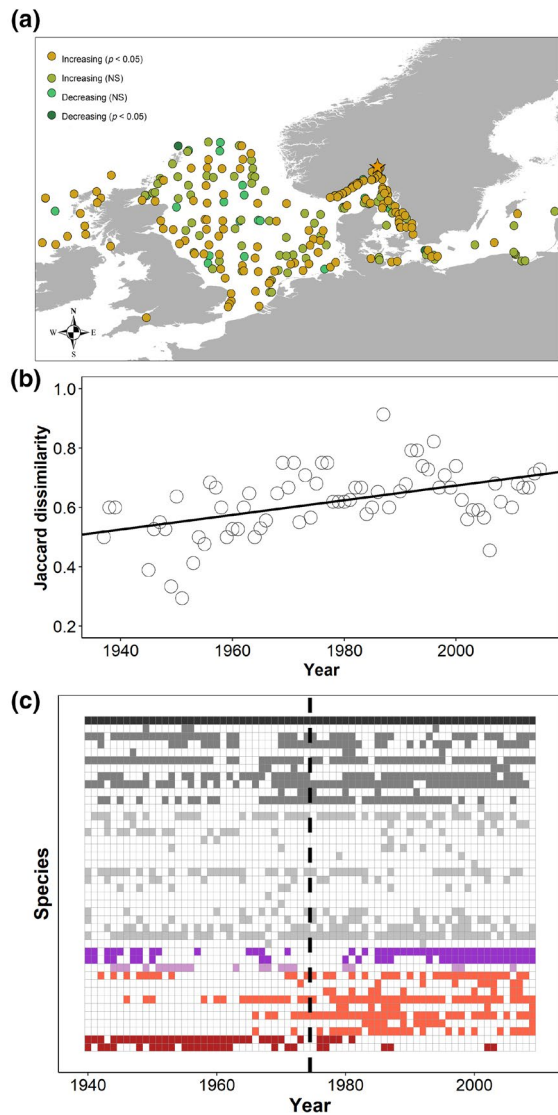 (a)
Increasing (p < 0.05)
Increasing (NS)
Decreasing (NS)
Decreasing (p < 0.05)
N
W E
S
(b)
1.0
0.8
0.6
0.4
0.2
Jaccard dissimilarity
1940 1960 1980 2000
Year
(c)
Species
1940 1960 1980 2000
Year